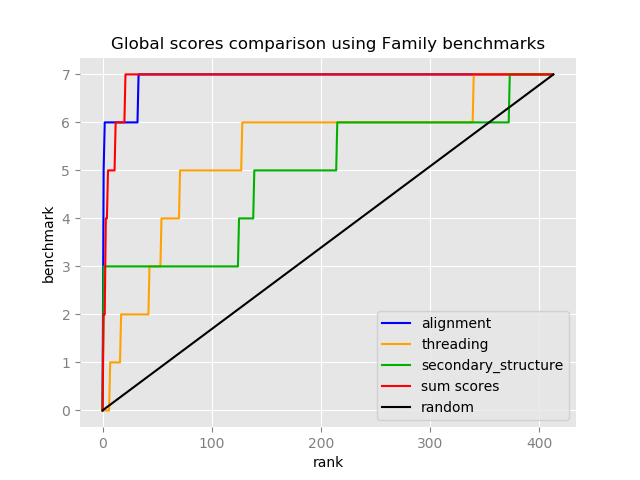 Global scores comparison using Family benchmarks
7
6
5
4
3
2
1
0
benchmark
alignment
threading
secondary_structure
sum scores
random
0 100 200 300 400
rank